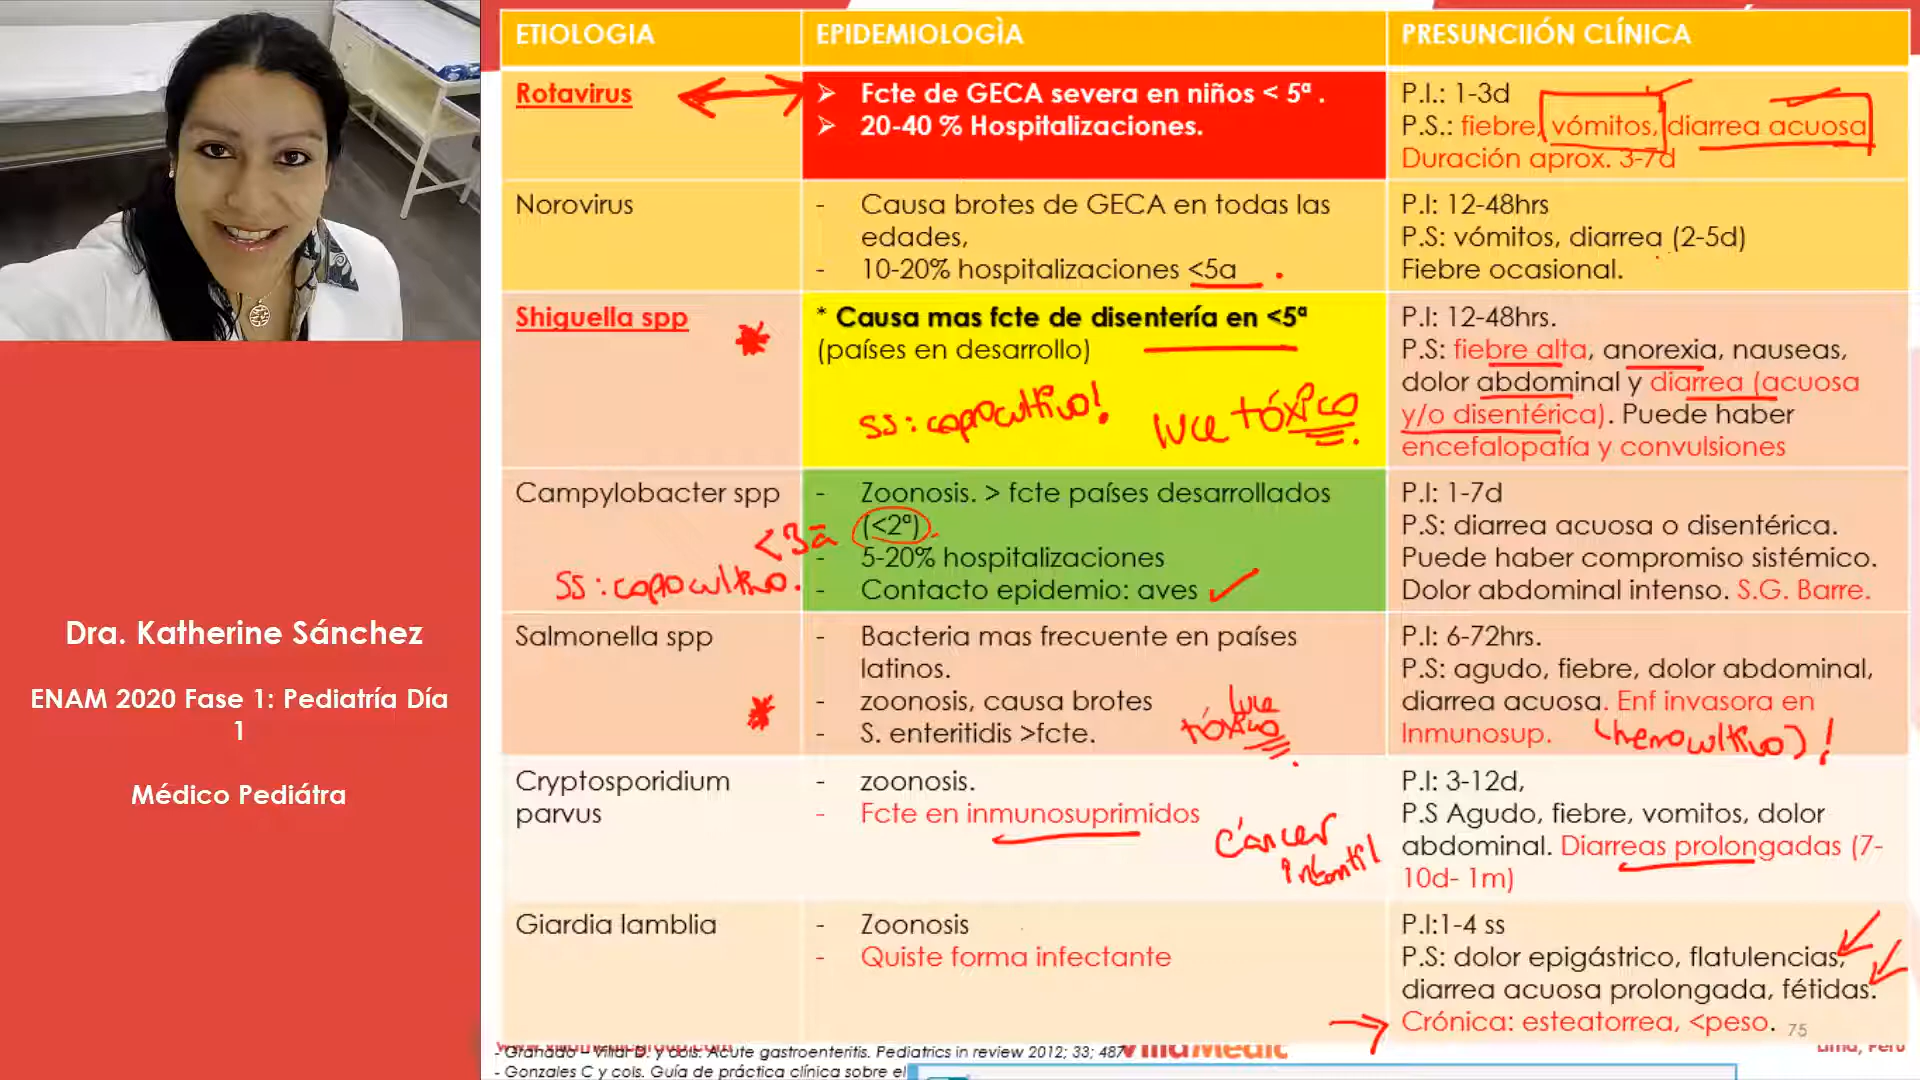 Dra. Katherine Sánchez
ENAM 2020 Fase 1: Pediatría Día
1
Médico Pediátra
ETIOLOGIA
EPIDEMIOLOGÌA
PRESUNCIIÓN CLÍNICA
Rotavirus
Fcte de GECA severa en niños < 5ª .
20-40 % Hospitalizaciones.
P.I.: 1-3d
P.S.: fiebre, vómitos, diarrea acuosa
Duración aprox. 3-7d
Norovirus
- Causa brotes de GECA en todas las
edades,
- 10-20% hospitalizaciones <5a
P.I: 12-48hrs
P.S: vómitos, diarrea (2-5d)
Fiebre ocasional.
Shiguella spp
* Causa mas fcte de disentería en <5ª
(países en desarrollo)
SS: coprocultivo!
luce tóxico.
P.I: 12-48hrs.
P.S: fiebre alta, anorexia, nauseas,
dolor abdominal y diarrea (acuosa
y/o disentérica). Puede haber
encefalopatía y convulsiones
Campylobacter spp
<3a
SS: coprocultivo.
- Zoonosis. > fcte países desarrollados
(<2ª).
- 5-20% hospitalizaciones
- Contacto epidemio: aves
P.I: 1-7d
P.S: diarrea acuosa o disentérica.
Puede haber compromiso sistémico.
Dolor abdominal intenso. S.G. Barre.
Salmonella spp
- Bacteria mas frecuente en países
latinos.
- zoonosis, causa brotes
- S. enteritidis >fcte.
luce
tóxico
P.I: 6-72hrs.
P.S: agudo, fiebre, dolor abdominal,
diarrea acuosa. Enf invasora en
Inmunosup.
(hemocultivo)!
Cryptosporidium
parvus
- zoonosis.
- Fcte en inmunosuprimidos
Cáncer
infantil
P.I: 3-12d,
P.S Agudo, fiebre, vomitos, dolor
abdominal. Diarreas prolongadas (7-
10d- 1m)
Giardia lamblia
- Zoonosis
- Quiste forma infectante
P.I:1-4 ss
P.S: dolor epigástrico, flatulencias,
diarrea acuosa prolongada, fétidas.
Crónica: esteatorrea, <peso.
75
- Granado – Villar D. y cols. Acute gastroenteritis. Pediatrics in review 2012; 33; 487
VillaMedic
Lima, Perú
- Gonzales C y cols. Guía de práctica clínica sobre el